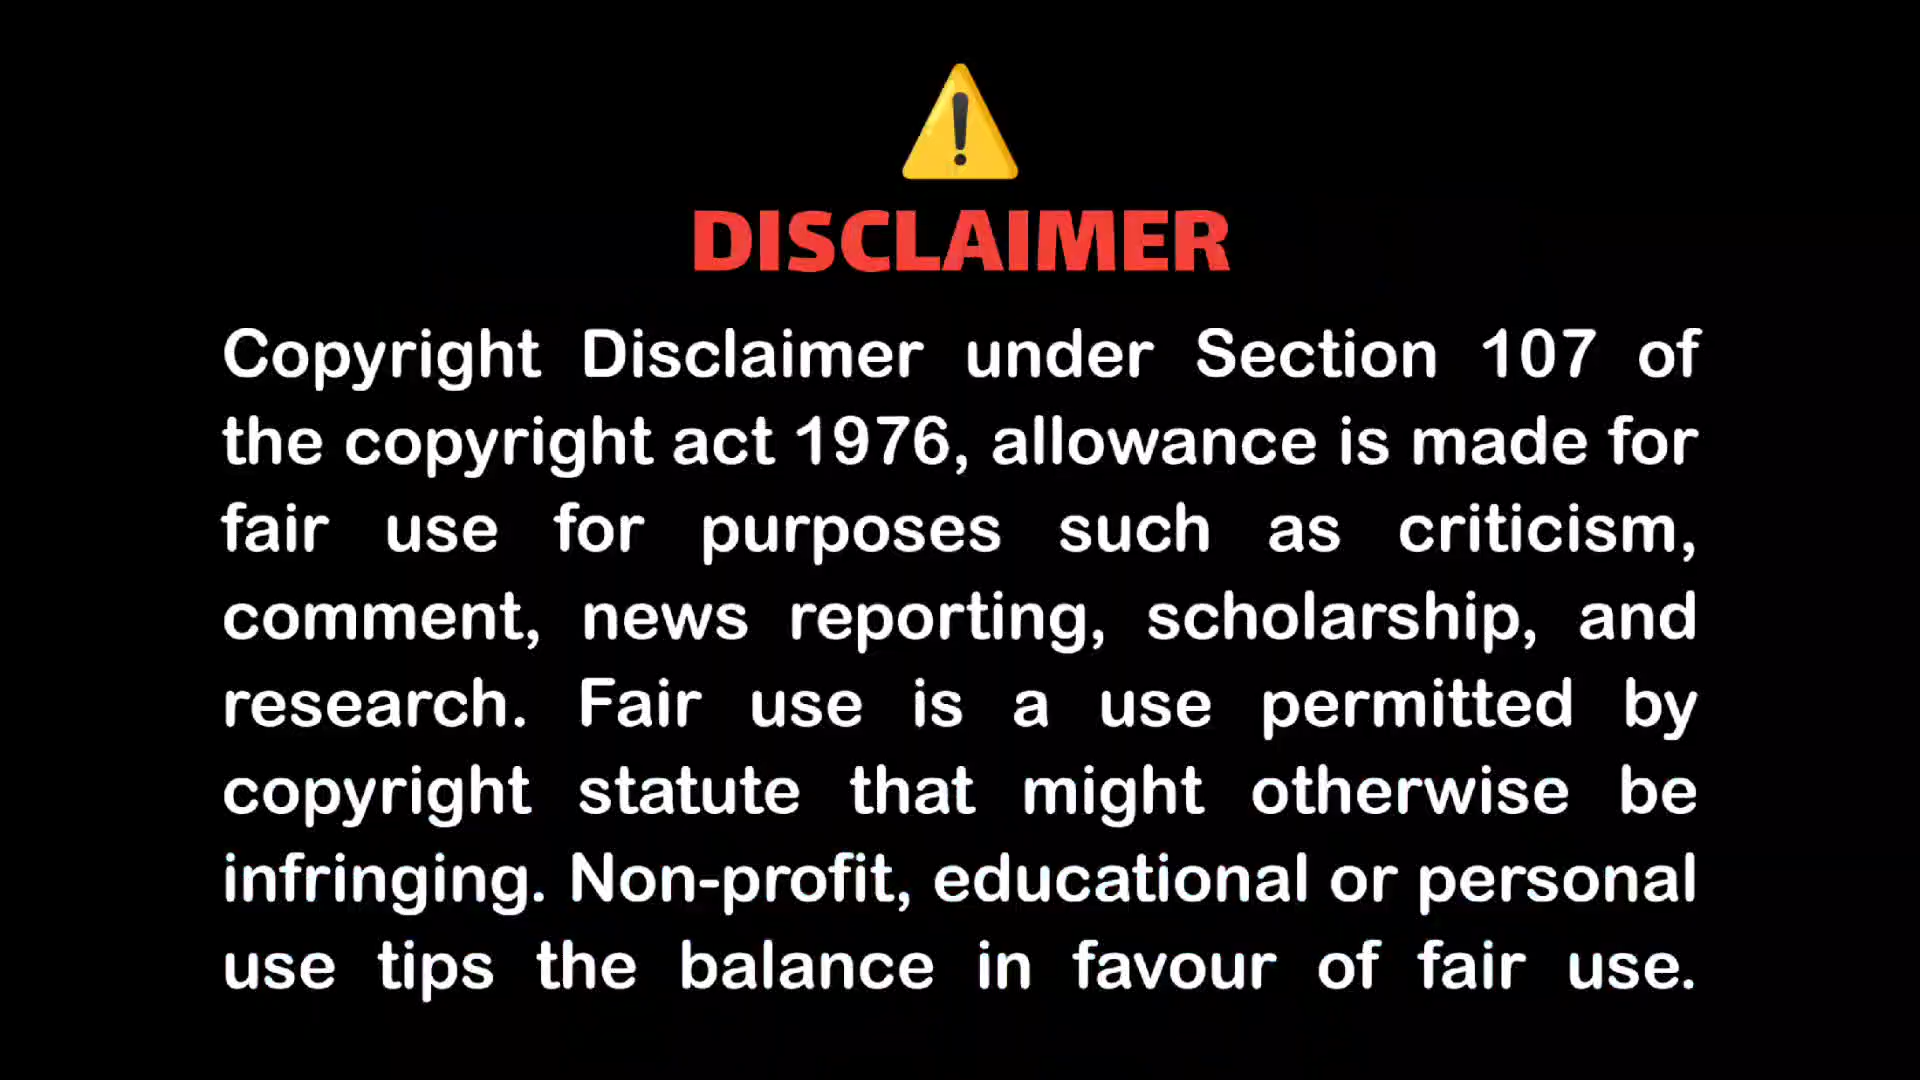 DISCLAIMER
Copyright Disclaimer under Section 107 of
the copyright act 1976, allowance is made for
fair use for purposes such as criticism,
comment, news reporting, scholarship, and
research. Fair use is a use permitted by
copyright statute that might otherwise be
infringing. Non-profit, educational or personal
use tips the balance in favour of fair use.